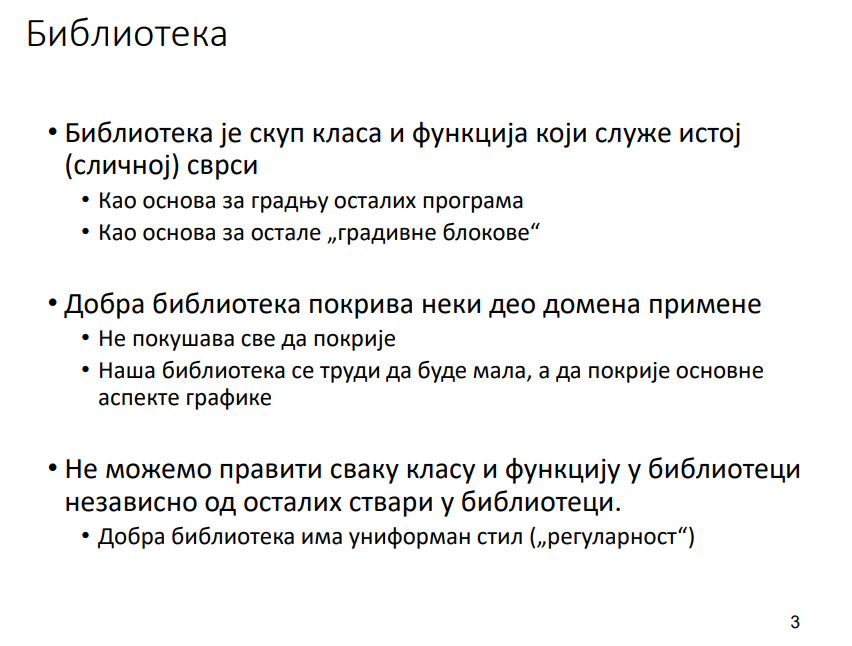 Библиотека
• Библиотека је скуп класа и функција који служе истој
(сличној) сврси
• Као основа за градњу осталих програма
• Као основа за остале „градивне блокове“
• Добра библиотека покрива неки део домена примене
• Не покушава све да покрије
• Наша библиотека се труди да буде мала, а да покрије основне
аспекте графике
• Не можемо правити сваку класу и функцију у библиотеци
независно од осталих ствари у библиотеци.
• Добра библиотека има униформан стил („регуларност“)
3